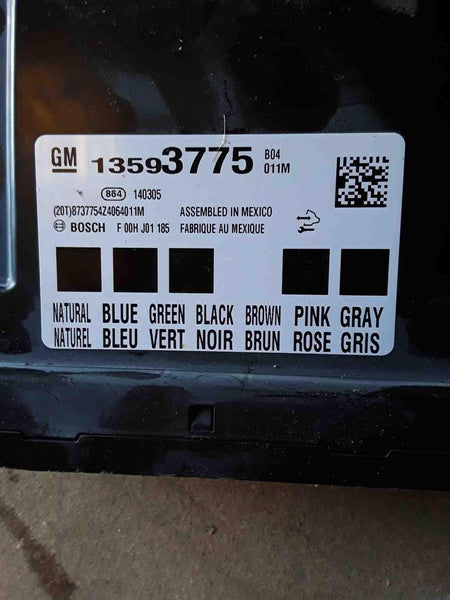 GM 13593775 B04
011M
864 140305
(20T)8737754Z4064011M ASSEMBLED IN MEXICO
BOSCH F 00H J01 185 FABRIQUE AU MEXIQUE
NATURAL BLUE GREEN BLACK BROWN PINK GRAY
NATUREL BLEU VERT NOIR BRUN ROSE GRIS